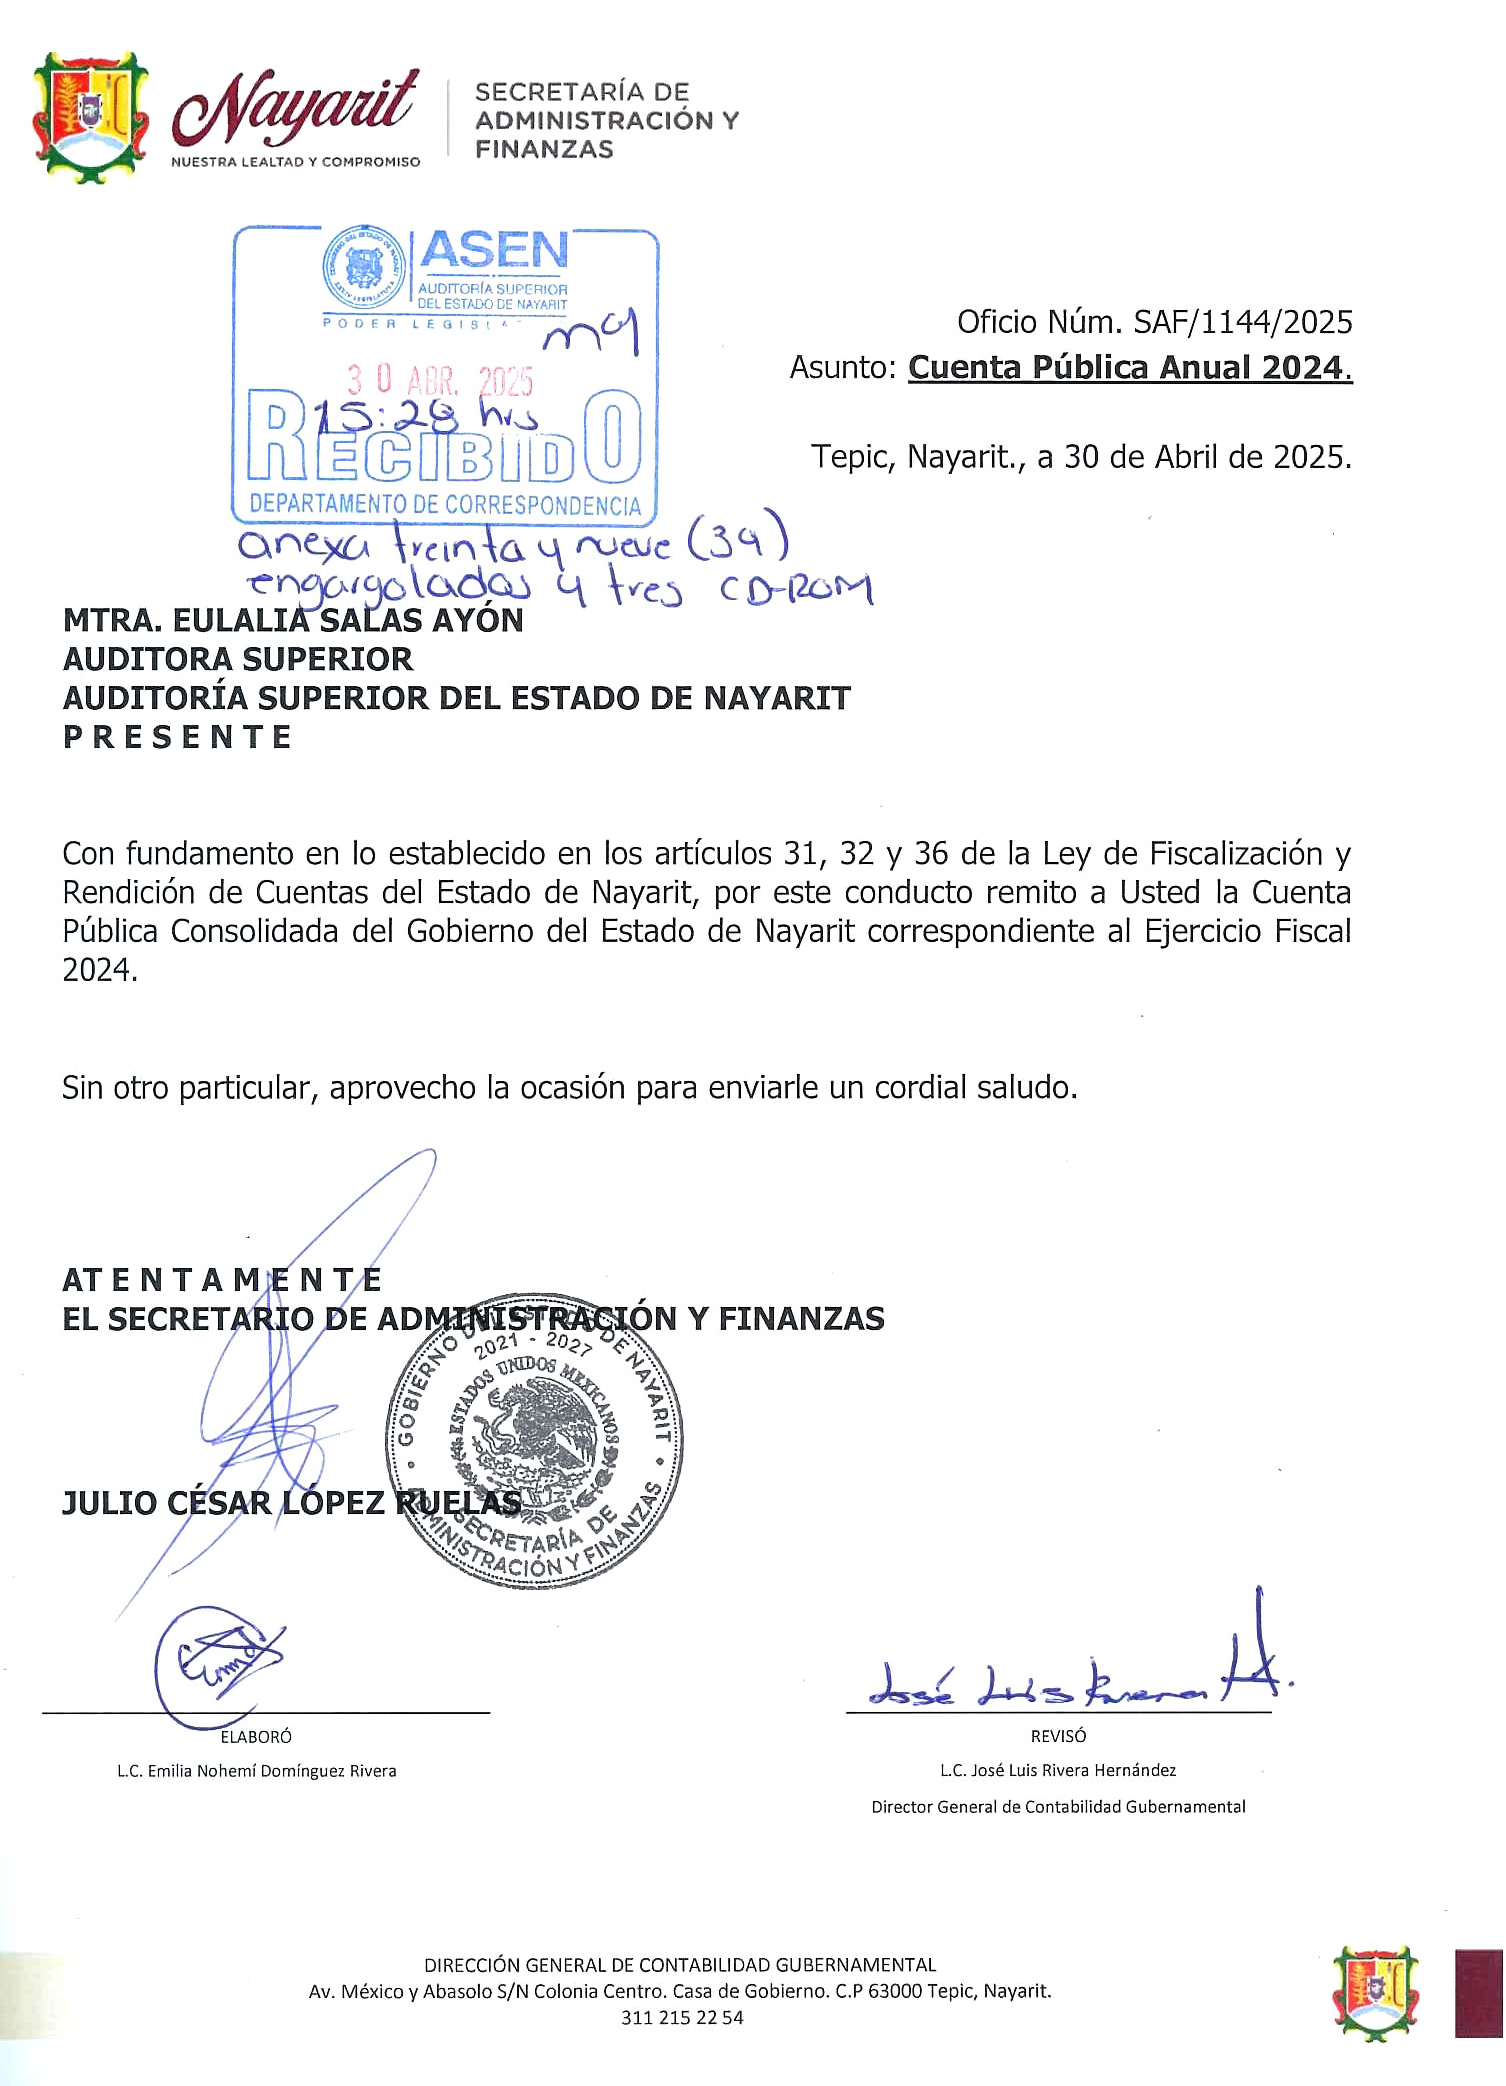 Nayarit
NUESTRA LEALTAD Y COMPROMISO
SECRETARÍA DE
ADMINISTRACIÓN Y
FINANZAS
ASEN
AUDITORÍA SUPERIOR
DEL ESTADO DE NAYARIT
PODER LEGISLA
30 ABR. 2025
15:28 hrs
RECIBIDO
DEPARTAMENTO DE CORRESPONDENCIA
anexa treinta y nueve (39)
engargolados y tres CD-ROM
Oficio Núm. SAF/1144/2025
Asunto: Cuenta Pública Anual 2024.
Tepic, Nayarit., a 30 de Abril de 2025.
MTRA. EULALIA SALAS AYÓN
AUDITORA SUPERIOR
AUDITORÍA SUPERIOR DEL ESTADO DE NAYARIT
P R E S E N T E
Con fundamento en lo establecido en los artículos 31, 32 y 36 de la Ley de Fiscalización y
Rendición de Cuentas del Estado de Nayarit, por este conducto remito a Usted la Cuenta
Pública Consolidada del Gobierno del Estado de Nayarit correspondiente al Ejercicio Fiscal
2024.
Sin otro particular, aprovecho la ocasión para enviarle un cordial saludo.
AT E N T A M E N T E
EL SECRETARIO DE ADMINISTRACIÓN Y FINANZAS
GOBIERNO DEL ESTADO DE NAYARIT
2021 - 2027
ESTADOS UNIDOS MEXICANOS
SECRETARÍA DE
ADMINISTRACIÓN Y FINANZAS
JULIO CÉSAR LÓPEZ RUELAS
José Luis Rivera H.
ELABORÓ
L.C. Emilia Nohemí Domínguez Rivera
REVISÓ
L.C. José Luis Rivera Hernández
Director General de Contabilidad Gubernamental
DIRECCIÓN GENERAL DE CONTABILIDAD GUBERNAMENTAL
Av. México y Abasolo S/N Colonia Centro. Casa de Gobierno. C.P 63000 Tepic, Nayarit.
311 215 22 54